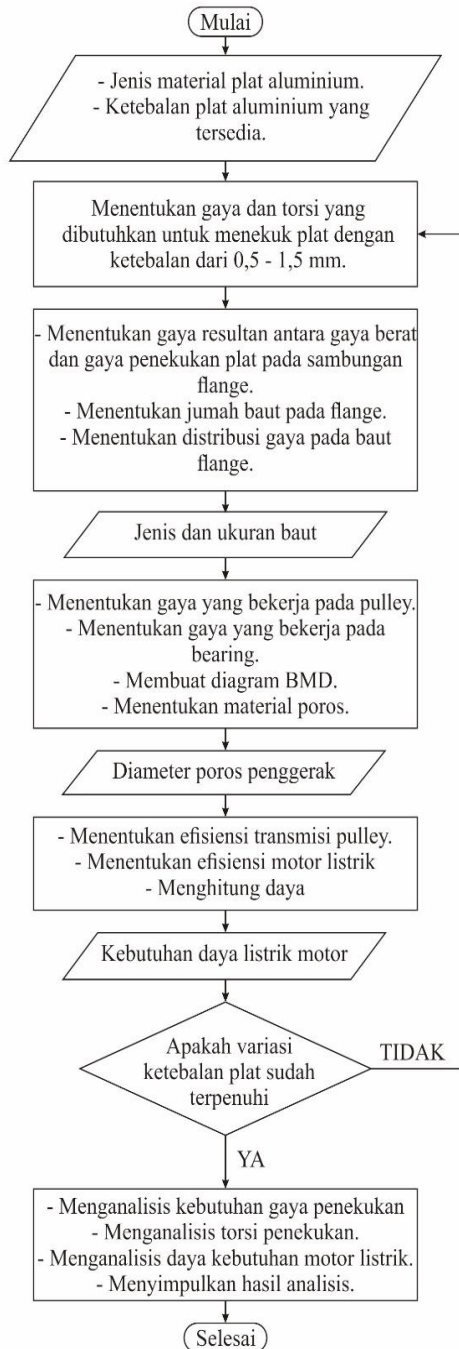 Mulai
- Jenis material plat aluminium.
- Ketebalan plat aluminium yang
tersedia.
Menentukan gaya dan torsi yang
dibutuhkan untuk menekuk plat dengan
ketebalan dari 0,5 - 1,5 mm.
- Menentukan gaya resultan antara gaya berat
dan gaya penekukan plat pada sambungan
flange.
- Menentukan jumah baut pada flange.
- Menentukan distribusi gaya pada baut
flange.
Jenis dan ukuran baut
- Menentukan gaya yang bekerja pada pulley.
- Menentukan gaya yang bekerja pada
bearing.
- Membuat diagram BMD.
- Menentukan material poros.
Diameter poros penggerak
- Menentukan efisiensi transmisi pulley.
- Menentukan efisiensi motor listrik
- Menghitung daya
Kebutuhan daya listrik motor
Apakah variasi
ketebalan plat sudah
terpenuhi
TIDAK
YA
- Menganalisis kebutuhan gaya penekukan
- Menganalisis torsi penekukan.
- Menganalisis daya kebutuhan motor listrik.
- Menyimpulkan hasil analisis.
Selesai